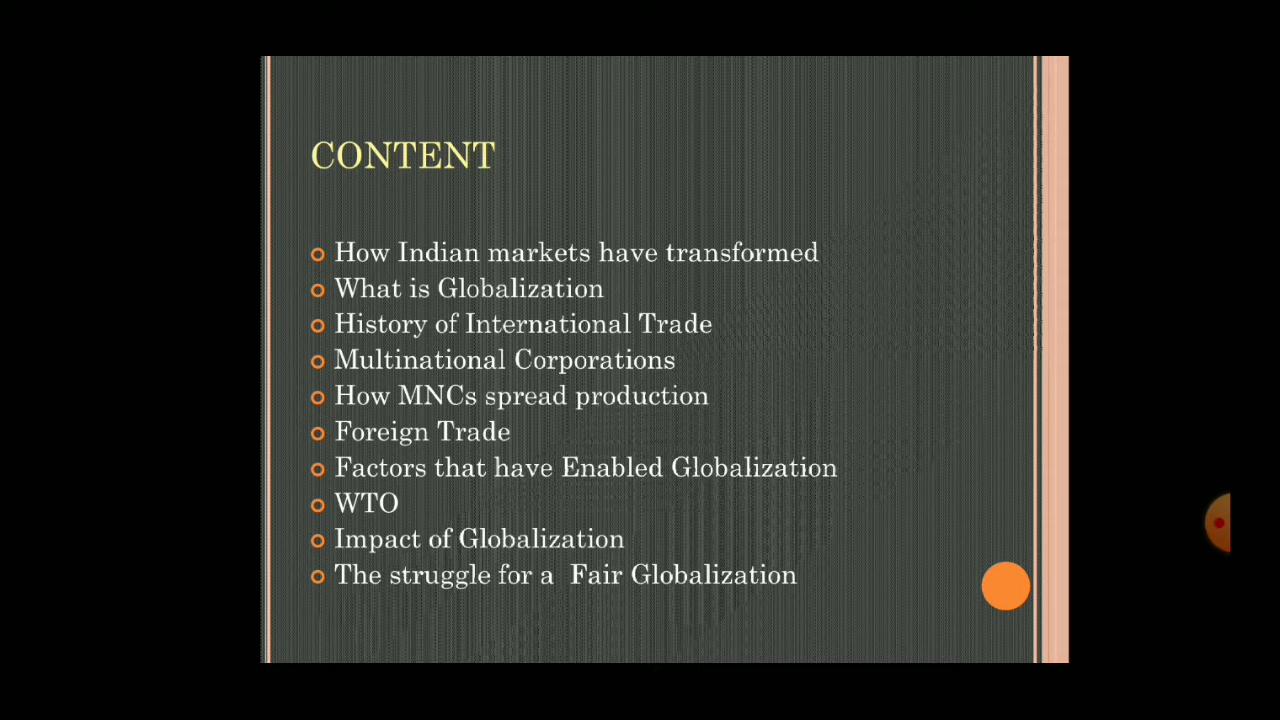 CONTENT
How Indian markets have transformed
What is Globalization
History of International Trade
Multinational Corporations
How MNCs spread production
Foreign Trade
Factors that have Enabled Globalization
WTO
Impact of Globalization
The struggle for a  Fair Globalization